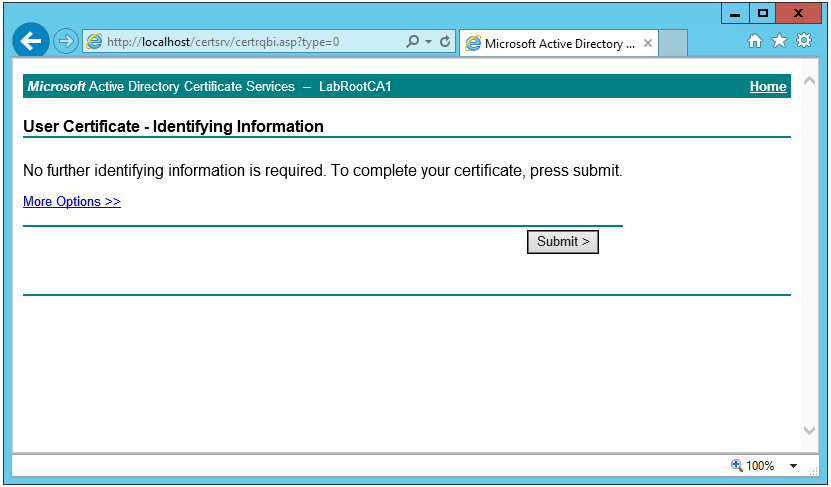 http://localhost/certsrv/certrqbi.asp?type=0
Microsoft Active Directory ...
Microsoft Active Directory Certificate Services -- LabRootCA1
Home
User Certificate - Identifying Information
No further identifying information is required. To complete your certificate, press submit.
More Options >>
Submit >
100%